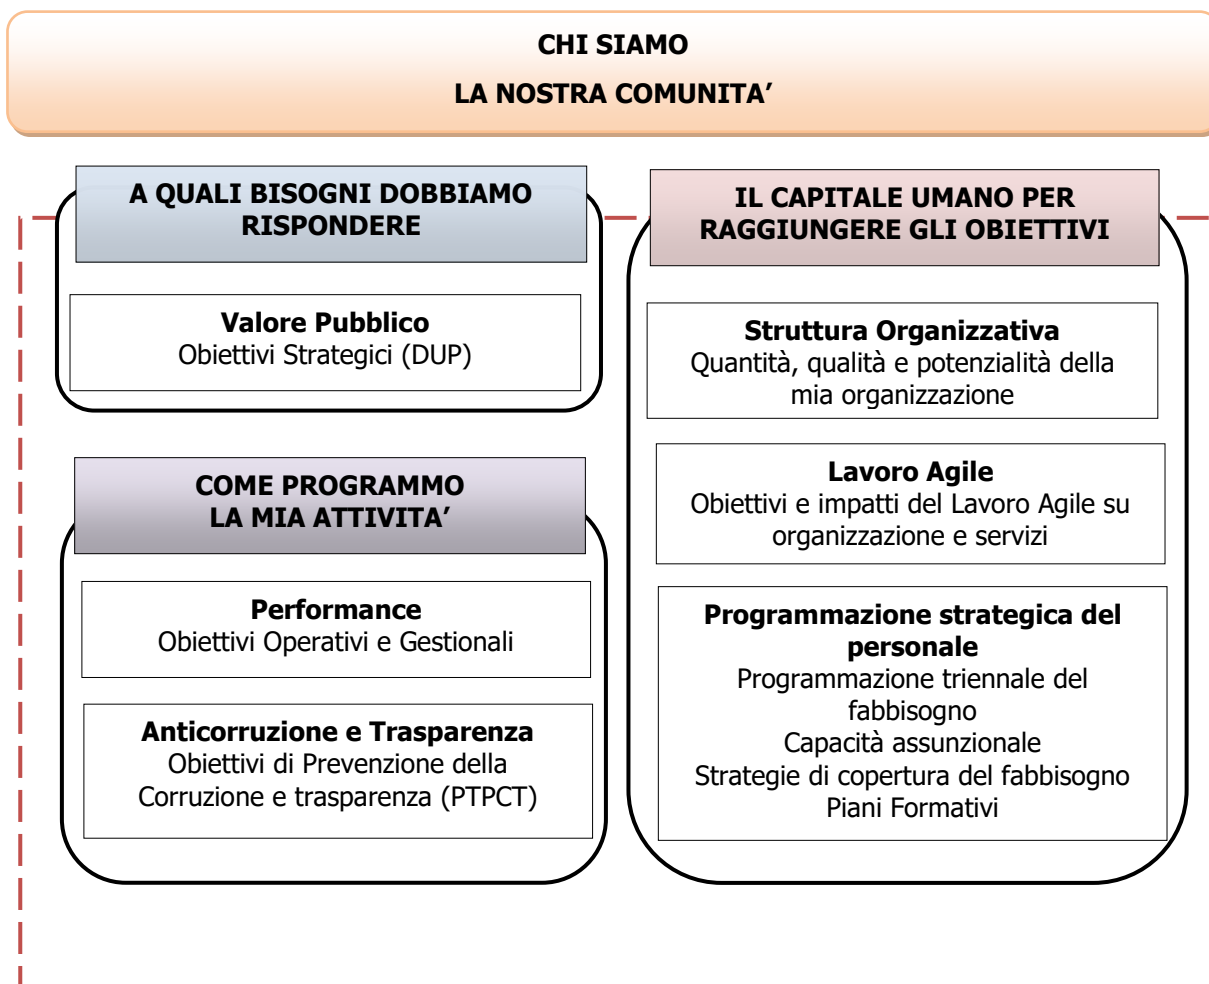 CHI SIAMO
LA NOSTRA COMUNITA’
A QUALI BISOGNI DOBBIAMO
RISPONDERE
Valore Pubblico
Obiettivi Strategici (DUP)
COME PROGRAMMO
LA MIA ATTIVITA’
Performance
Obiettivi Operativi e Gestionali
Anticorruzione e Trasparenza
Obiettivi di Prevenzione della
Corruzione e trasparenza (PTPCT)
IL CAPITALE UMANO PER
RAGGIUNGERE GLI OBIETTIVI
Struttura Organizzativa
Quantità, qualità e potenzialità della
mia organizzazione
Lavoro Agile
Obiettivi e impatti del Lavoro Agile su
organizzazione e servizi
Programmazione strategica del
personale
Programmazione triennale del
fabbisogno
Capacità assunzionale
Strategie di copertura del fabbisogno
Piani Formativi